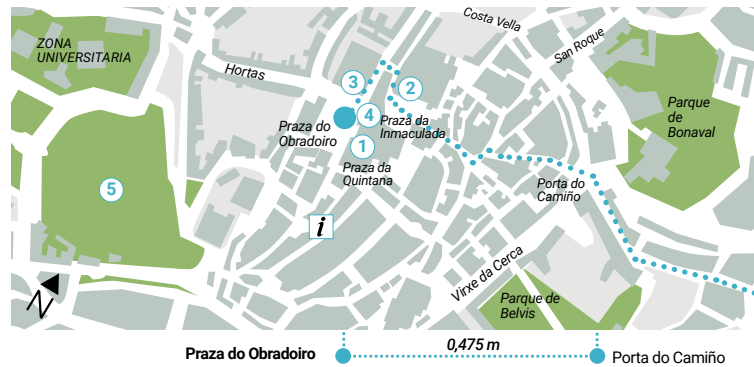 ZONA
UNIVERSITARIA
Costa Vella
San Roque
Hortas
3
2
4
Praza do
Obradoiro
Praza da
Inmaculada
1
Praza da
Quintana
Parque
de
Bonaval
5
Porta do
Camiño
i
Virxe da Cerca
Parque de
Belvis
N
Praza do Obradoiro
0,475 m
Porta do Camiño